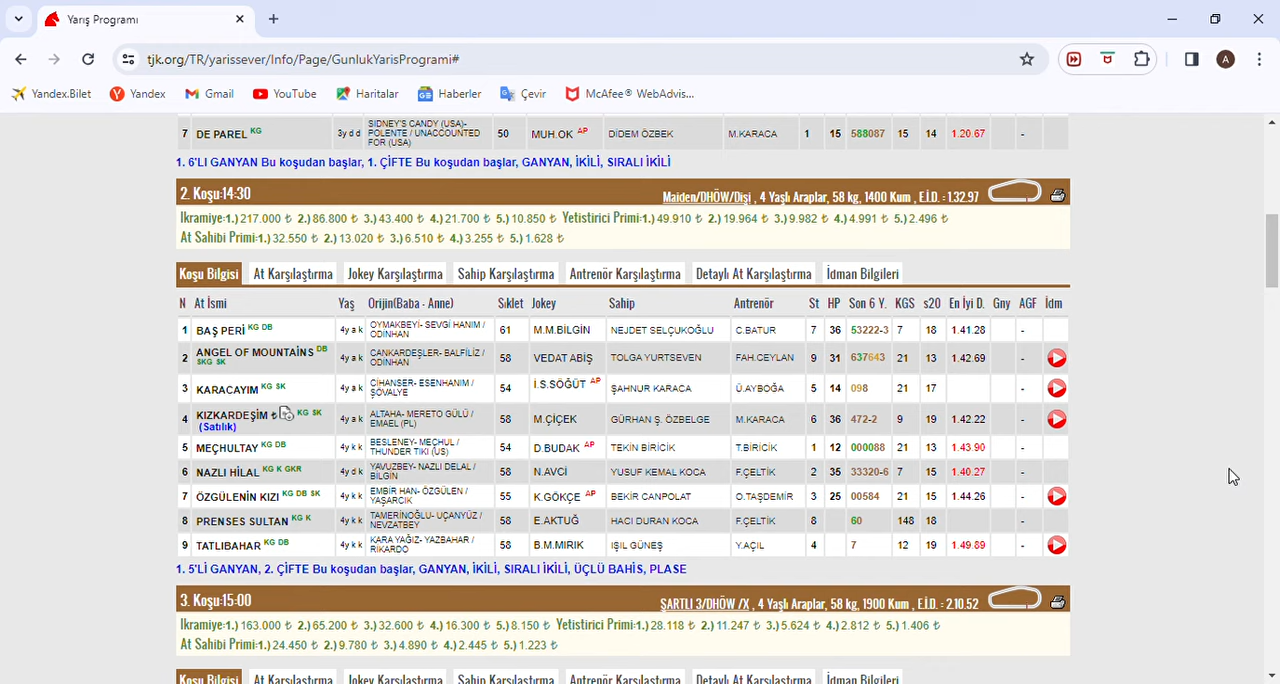 Yarış Programı
tjk.org/TR/yarissever/Info/Page/GunlukYarisProgrami#
A
Yandex.Bilet Yandex Gmail YouTube Haritalar Haberler Çevir McAfee® WebAdvis...
7 DE PAREL KG 3y d d SIDNEY'S CANDY (USA)- POLENTE / UNACCOUNTED FOR (USA) 50 MUH.OK AP DİDEM ÖZBEK M.KARACA 1 15 588087 15 14 1.20.67 -
1. 6'LI GANYAN Bu koşudan başlar, 1. ÇİFTE Bu koşudan başlar, GANYAN, İKİLİ, SIRALI İKİLİ
2. Koşu:14:30 Maiden/DHÖW/Dişi , 4 Yaşlı Araplar, 58 kg, 1400 Kum , E.İ.D. : 1.32.97
Ikramiye:1.) 217.000 ₺ 2.) 86.800 ₺ 3.) 43.400 ₺ 4.) 21.700 ₺ 5.) 10.850 ₺ Yetistirici Primi:1.) 49.910 ₺ 2.) 19.964 ₺ 3.) 9.982 ₺ 4.) 4.991 ₺ 5.) 2.496 ₺
At Sahibi Primi:1.) 32.550 ₺ 2.) 13.020 ₺ 3.) 6.510 ₺ 4.) 3.255 ₺ 5.) 1.628 ₺
Koşu Bilgisi At Karşılaştırma Jokey Karşılaştırma Sahip Karşılaştırma Antrenör Karşılaştırma Detaylı At Karşılaştırma İdman Bilgileri
N At İsmi Yaş Orijin(Baba - Anne) Sıklet Jokey Sahip Antrenör St HP Son 6 Y. KGS s20 En İyi D. Gny AGF İdm
1 BAŞ PERİ KG DB 4y a k OYMAKBEYİ- SEVGİ HANIM / ODİNHAN 61 M.M.BİLGİN NEJDET SELÇUKOĞLU C.BATUR 7 36 53222-3 7 18 1.41.28 -
2 ANGEL OF MOUNTAİNS DB SKG SK 4y a k CANKARDEŞLER- BALFİLİZ / ODİNHAN 58 VEDAT ABİŞ TOLGA YURTSEVEN FAH.CEYLAN 9 31 637643 21 13 1.42.69 -
3 KARACAYIM KG SK 4y a k CİHANSER- ESENHANIM / ŞÖVALYE 54 İ.S.SÖĞÜT AP ŞAHNUR KARACA Ü.AYBOĞA 5 14 098 21 17 -
4 KIZKARDEŞİM ₺ KG SK (Satılık) 4y a k ALTAHA- MERETO GÜLÜ / EMAEL (PL) 58 M.ÇİÇEK GÜRHAN Ş. ÖZBELGE M.KARACA 6 36 472-2 9 19 1.42.22 -
5 MEÇHULTAY KG DB 4y k k BESLENEY- MEÇHUL / THUNDER TIKI (US) 54 D.BUDAK AP TEKİN BİRİCİK T.BİRİCİK 1 12 000088 21 13 1.43.90 -
6 NAZLI HİLAL KG K GKR 4y d k YAVUZBEY- NAZLI DELAL / BİLGİN 58 N.AVCİ YUSUF KEMAL KOCA F.ÇELTİK 2 35 33320-6 7 15 1.40.27 -
7 ÖZGÜLENİN KIZI KG DB SK 4y k k EMBİR HAN- ÖZGÜLEN / YAŞARCIK 55 K.GÖKÇE AP BEKİR CANPOLAT O.TAŞDEMİR 3 25 00584 21 15 1.44.26 -
8 PRENSES SULTAN KG K 4y k k TAMERİNOĞLU- UÇANYÜZ / NEVZATBEY 58 E.AKTUĞ HACI DURAN KOCA F.ÇELTİK 8 60 148 18 -
9 TATLIBAHAR KG DB 4y k k KARA YAĞIZ- YAZBAHAR / RIKARDO 58 B.M.MIRIK IŞIL GÜNEŞ Y.AÇIL 4 7 12 19 1.49.89 -
1. 5'Lİ GANYAN, 2. ÇİFTE Bu koşudan başlar, GANYAN, İKİLİ, SIRALI İKİLİ, ÜÇLÜ BAHİS, PLASE
3. Koşu:15:00 ŞARTLI 3/DHÖW /X , 4 Yaşlı Araplar, 58 kg, 1900 Kum , E.İ.D. : 2.10.52
Ikramiye:1.) 163.000 ₺ 2.) 65.200 ₺ 3.) 32.600 ₺ 4.) 16.300 ₺ 5.) 8.150 ₺ Yetistirici Primi:1.) 28.118 ₺ 2.) 11.247 ₺ 3.) 5.624 ₺ 4.) 2.812 ₺ 5.) 1.406 ₺
At Sahibi Primi:1.) 24.450 ₺ 2.) 9.780 ₺ 3.) 4.890 ₺ 4.) 2.445 ₺ 5.) 1.223 ₺
Koşu Bilgisi At Karşılaştırma Jokey Karşılaştırma Sahip Karşılaştırma Antrenör Karşılaştırma Detaylı At Karşılaştırma İdman Bilgileri